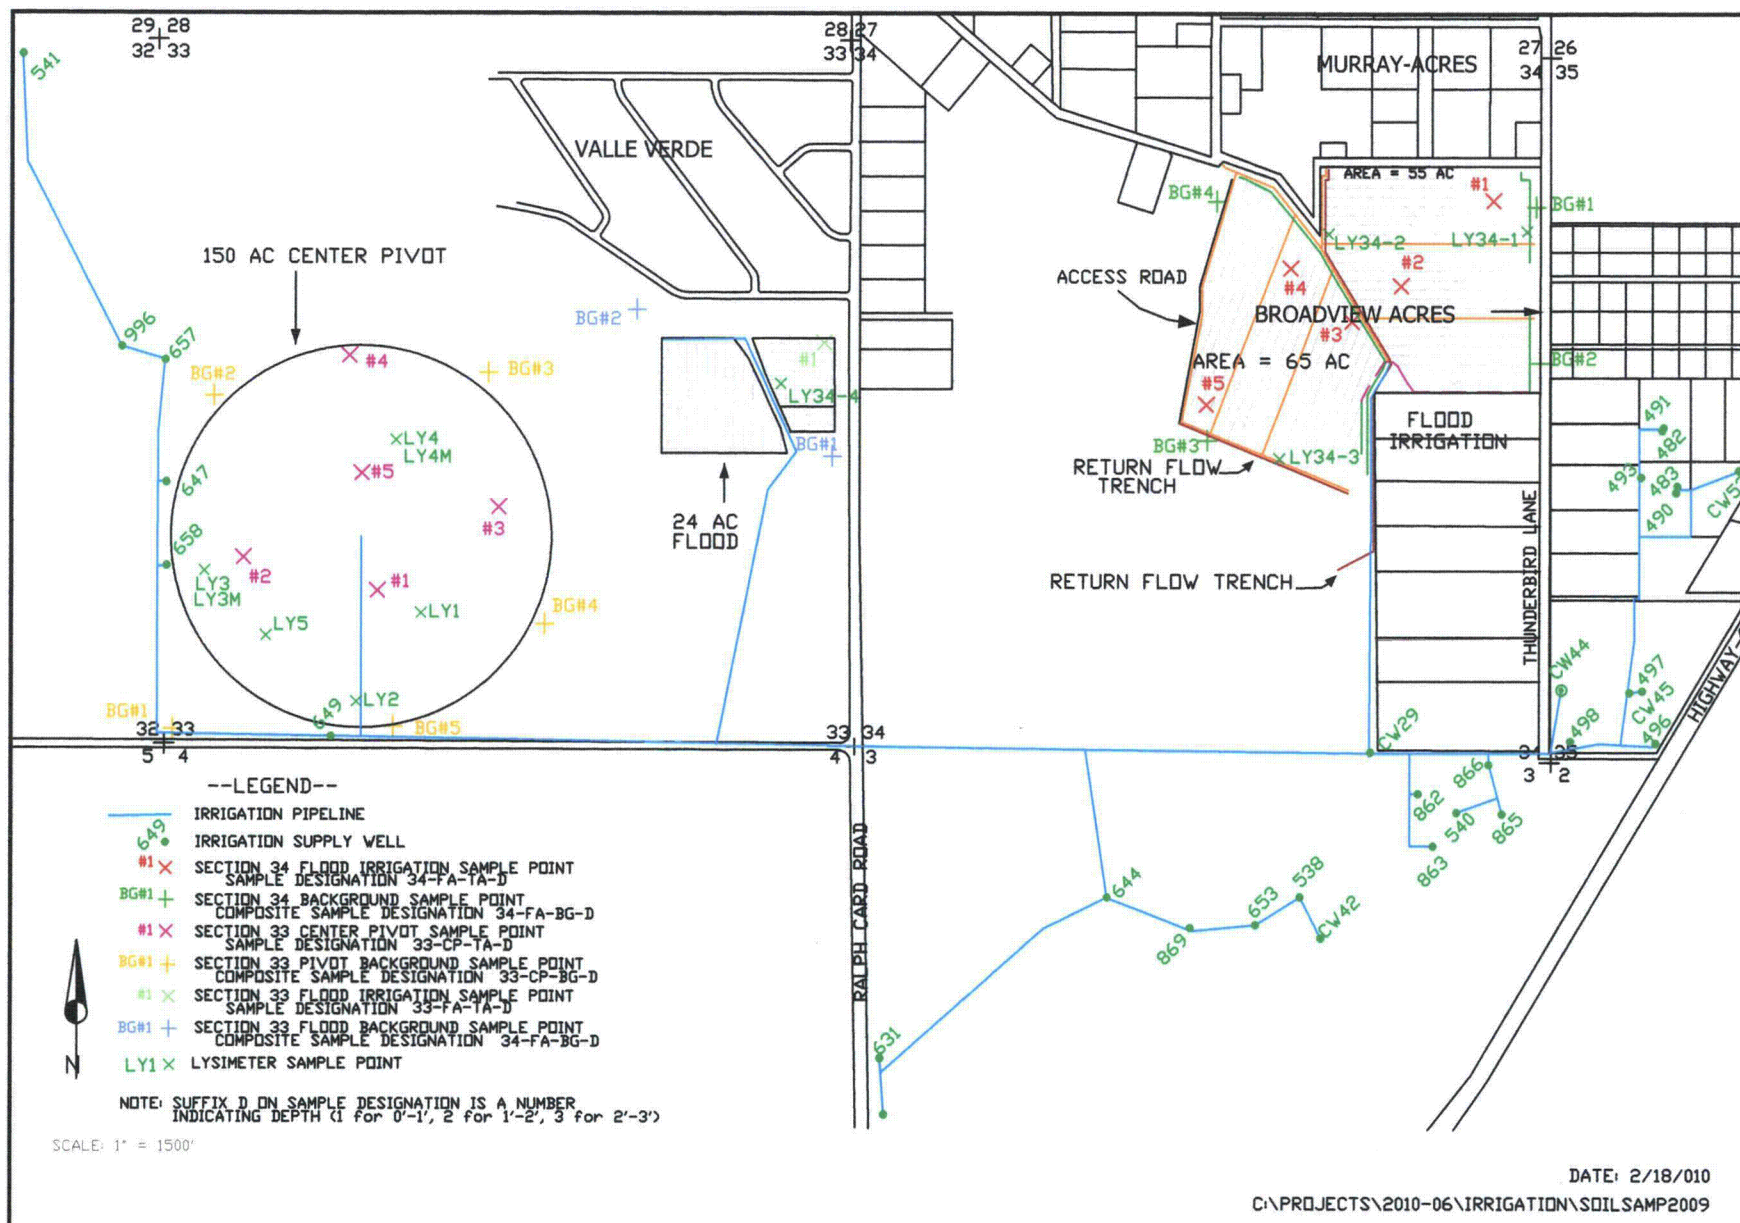 29 28
32 33
28 27
33 34
27 26
34 35
541
MURRAY-ACRES
VALLE VERDE
AREA = 55 AC
#1
BG#4
BG#1
LY34-2
LY34-1
150 AC CENTER PIVOT
ACCESS ROAD
#4
#2
BG#2
BROADVIEW ACRES
#3
996
657
#4
#1
AREA = 65 AC
BG#2
BG#2
BG#3
LY34-4
#5
FLOOD
IRRIGATION
491
482
LY4
LY4M
BG#1
BG#3
LY34-3
#5
RETURN FLOW
TRENCH
647
493
483
490
#3
24 AC
FLOOD
658
#2
LY3
LY3M
#1
RETURN FLOW TRENCH
THUNDERBIRD LANE
BG#4
LY1
LY5
CW44
497
CW45
HIGHWAY
LY2
BG#1
649
BG#5
498
496
CW29
32 33
5 4
33 34
4 3
34 35
3 2
866
862
540
865
863
644
869
653
538
CW42
631
RALPH CARD ROAD
--LEGEND--
IRRIGATION PIPELINE
649 IRRIGATION SUPPLY WELL
#1 SECTION 34 FLOOD IRRIGATION SAMPLE POINT
SAMPLE DESIGNATION 34-FA-TA-D
BG#1 SECTION 34 BACKGROUND SAMPLE POINT
COMPOSITE SAMPLE DESIGNATION 34-FA-BG-D
#1 SECTION 33 CENTER PIVOT SAMPLE POINT
SAMPLE DESIGNATION 33-CP-TA-D
BG#1 SECTION 33 PIVOT BACKGROUND SAMPLE POINT
COMPOSITE SAMPLE DESIGNATION 33-CP-BG-D
#1 SECTION 33 FLOOD IRRIGATION SAMPLE POINT
SAMPLE DESIGNATION 33-FA-TA-D
BG#1 SECTION 33 FLOOD BACKGROUND SAMPLE POINT
COMPOSITE SAMPLE DESIGNATION 34-FA-BG-D
LY1 LYSIMETER SAMPLE POINT
N
NOTE: SUFFIX D ON SAMPLE DESIGNATION IS A NUMBER
INDICATING DEPTH (1 for 0'-1', 2 for 1'-2', 3 for 2'-3')
SCALE: 1" = 1500'
DATE: 2/18/010
C:\PROJECTS\2010-06\IRRIGATION\SOILSAMP2009